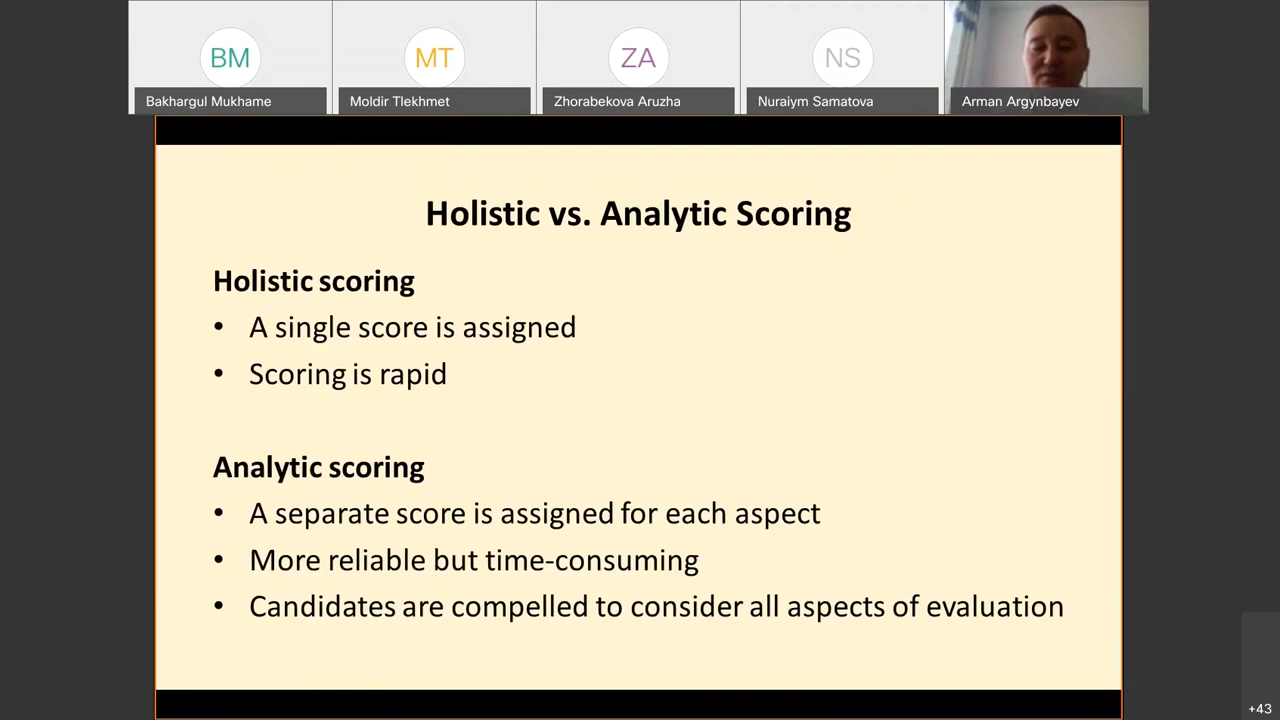 BM
MT
ZA
NS
Bakhargul Mukhame
Moldir Tlekhmet
Zhorabekova Aruzha
Nuraiym Samatova
Arman Argynbayev
Holistic vs. Analytic Scoring
Holistic scoring
• A single score is assigned
• Scoring is rapid
Analytic scoring
• A separate score is assigned for each aspect
• More reliable but time-consuming
• Candidates are compelled to consider all aspects of evaluation
+43